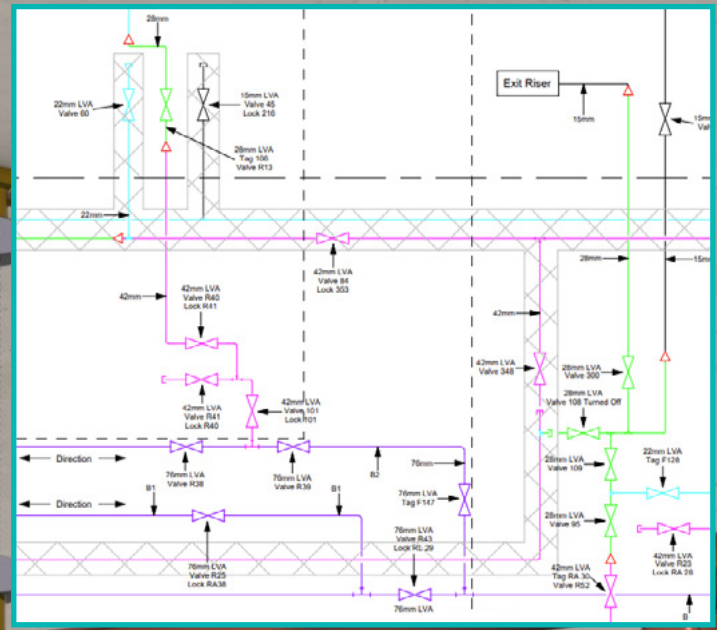 28mm
22mm LVA
Valve 60
15mm LVA
Valve 45
Lock 216
28mm LVA
Tag 106
Valve R13
Exit Riser
15mm
22mm
42mm LVA
Valve 84
Lock 353
28mm
42mm
42mm LVA
Valve R40
Lock R41
42mm
42mm LVA
Valve 348
28mm LVA
Valve 300
28mm LVA
Valve 108 Turned Off
42mm LVA
Valve R41
Lock R40
42mm LVA
Valve 101
Lock 101
Direction
76mm LVA
Valve R38
76mm LVA
Valve R39
B2
76mm
28mm LVA
Valve 109
22mm LVA
Tag F128
Direction
B1
B1
76mm LVA
Tag F147
28mm LVA
Valve 95
76mm LVA
Valve R25
Lock RA38
76mm LVA
Valve R43
Lock RL 29
76mm LVA
42mm LVA
Tag RA 30
Valve R52
42mm LVA
Valve R23
Lock RA 28
B